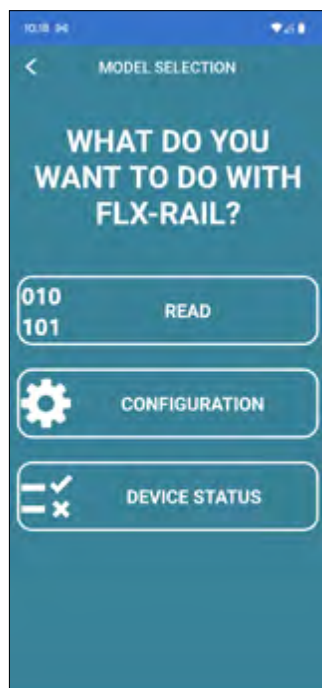 10:18
MODEL SELECTION
WHAT DO YOU
WANT TO DO WITH
FLX-RAIL?
010
101
READ
CONFIGURATION
DEVICE STATUS